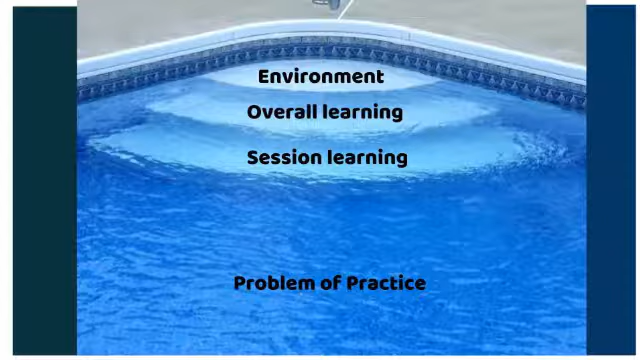 Environment
Overall learning
Session learning
Problem of Practice